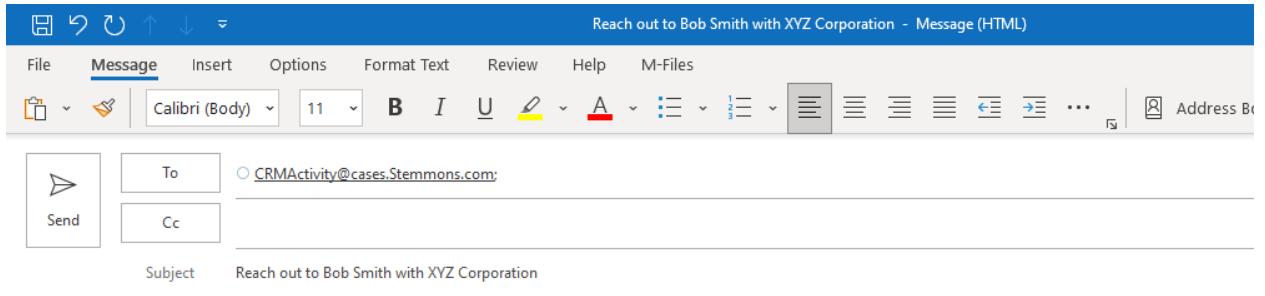 Reach out to Bob Smith with XYZ Corporation - Message (HTML)
File Message Insert Options Format Text Review Help M-Files
Calibri (Body) 11 B I U A Address Bo
To CRMActivity@cases.Stemmons.com;
Send Cc
Subject Reach out to Bob Smith with XYZ Corporation